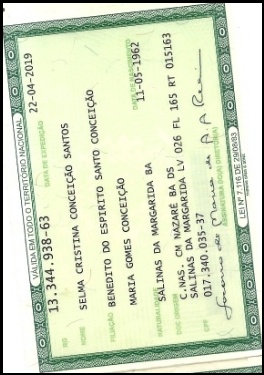 VÁLIDA EM TODO O TERRITÓRIO NACIONAL
13.344.938-63
DATA DE EXPEDIÇÃO
22-04-2019
NOME
SELMA CRISTINA CONCEIÇÃO SANTOS
FILIAÇÃO
BENEDITO DO ESPIRITO SANTO CONCEIÇÃO
MARIA GOMES CONCEIÇÃO
NATURALIDADE
DATA DE NASCIMENTO
SALINAS DA MARGARIDA BA
11-05-1962
DOC ORIGEM
C.NAS. CM NAZARÉ BA DS
SALINAS DA MARGARIDA LV 026 FL 165 RT 015163
CPF
017.340.035-37
ASSINATURA DO(A) DIRETOR(A)
LEI Nº 7.116 DE 29/08/83